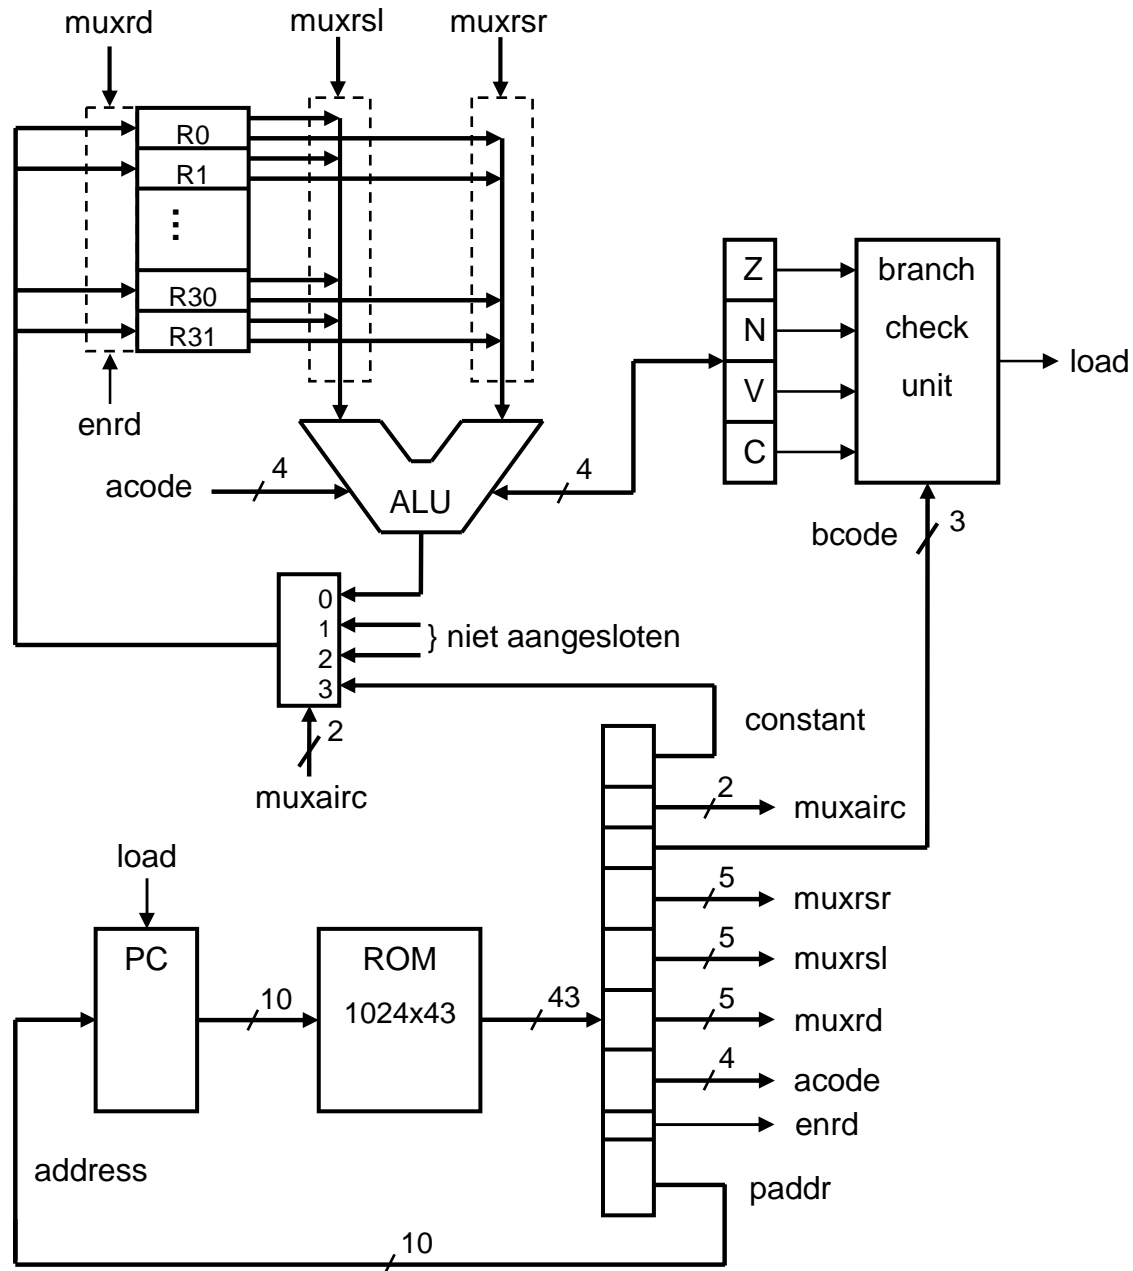 muxrd
muxrsl
muxrsr
R0
R1
⋮
R30
R31
enrd
Z
N
V
C
branch
check
unit
load
acode
4
ALU
4
bcode
3
0
1
2
3
} niet aangesloten
2
muxairc
constant
2
muxairc
5
muxrsr
5
muxrsl
5
muxrd
4
acode
enrd
paddr
load
PC
10
ROM
1024x43
43
address
10